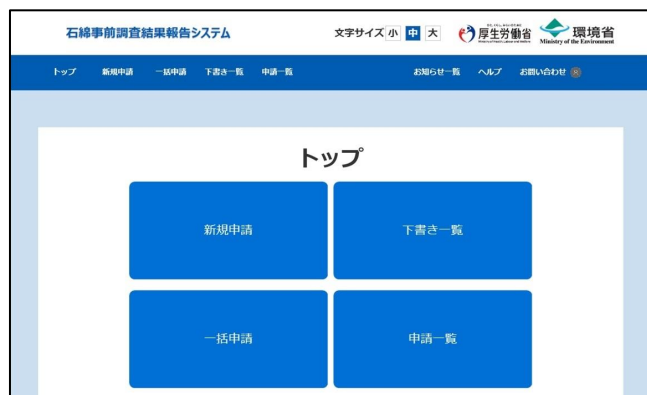 石綿事前調査結果報告システム 文字サイズ 小 中 大 厚生労働省 環境省
Ministry of the Environment
トップ 新規申請 一括申請 下書き一覧 申請一覧 お知らせ一覧 ヘルプ お問い合わせ
トップ
新規申請 下書き一覧
一括申請 申請一覧